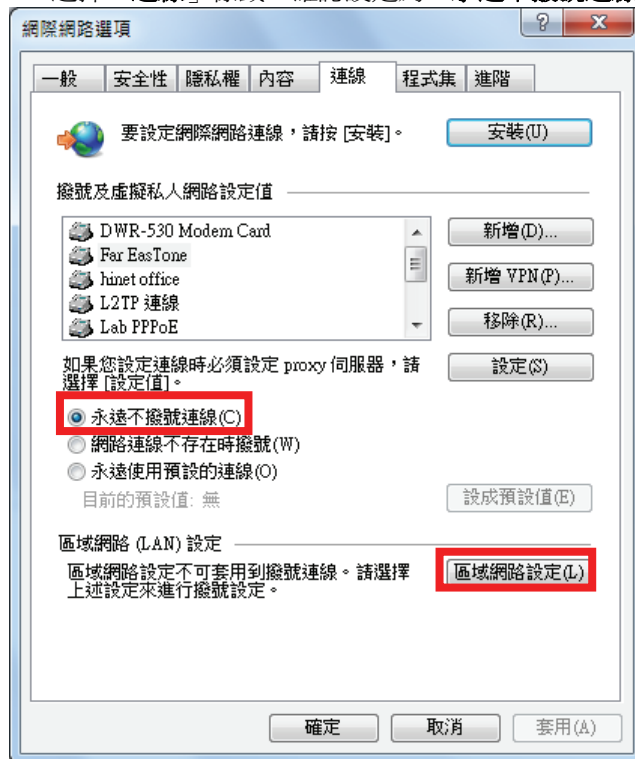 網際網路選項
一般 安全性 隱私權 內容 連線 程式集 進階
要設定網際網路連線，請按 [安裝]。 安裝(U)
撥號及虛擬私人網路設定值
DWR-530 Modem Card
Far EasTone
hinet office
L2TP 連線
Lab PPPoE
新增(D)...
新增 VPN(P)...
移除(R)...
如果您設定連線時必須設定 proxy 伺服器，請
選擇 [設定值]。
設定(S)
永遠不撥號連線(C)
網路連線不存在時撥號(W)
永遠使用預設的連線(O)
目前的預設值: 無
設成預設值(E)
區域網路 (LAN) 設定
區域網路設定不可套用到撥號連線。請選擇
上述設定來進行撥號設定。
區域網路設定(L)
確定 取消 套用(A)